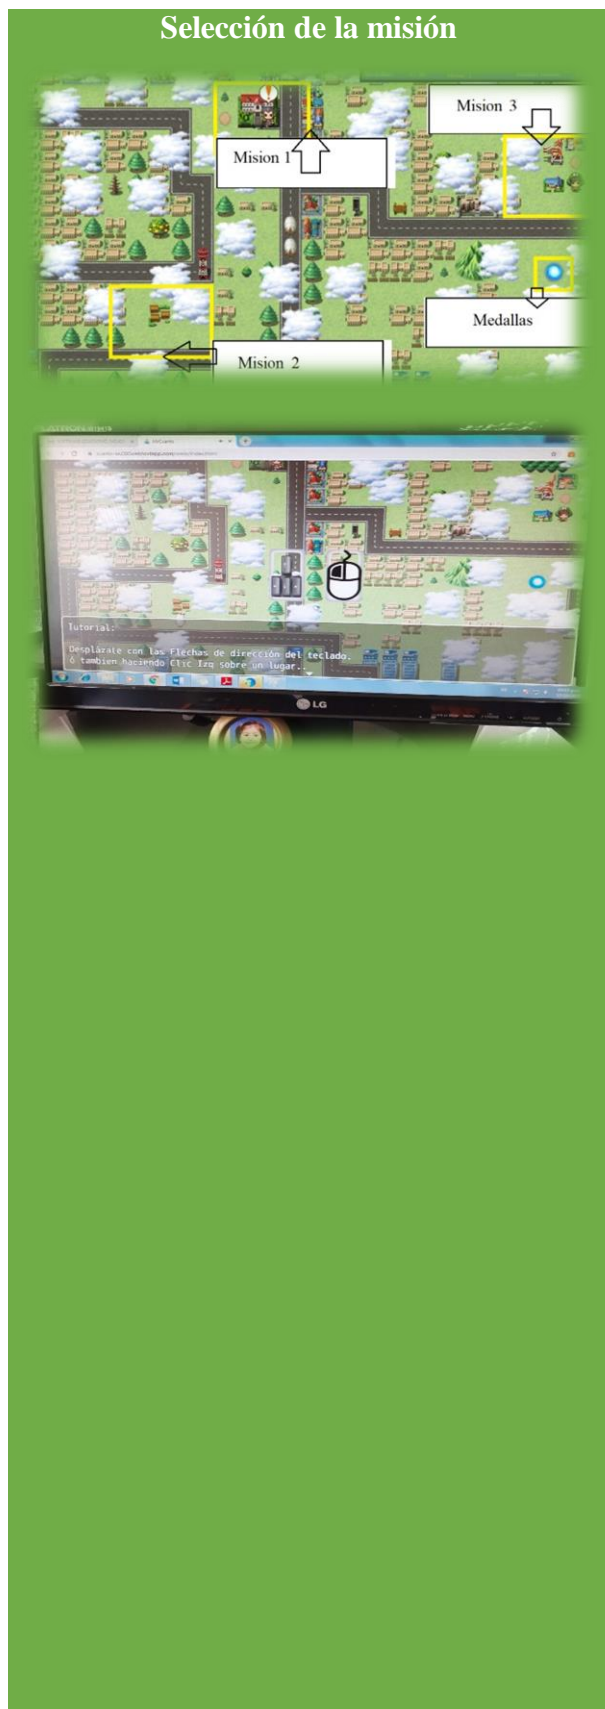 Selección de la misión
Mision 3
Mision 1
Medallas
Mision 2
Tutorial:
Desplázate con las Flechas de dirección del teclado.
ó tambien haciendo Clic Izq sobre un lugar..
LG